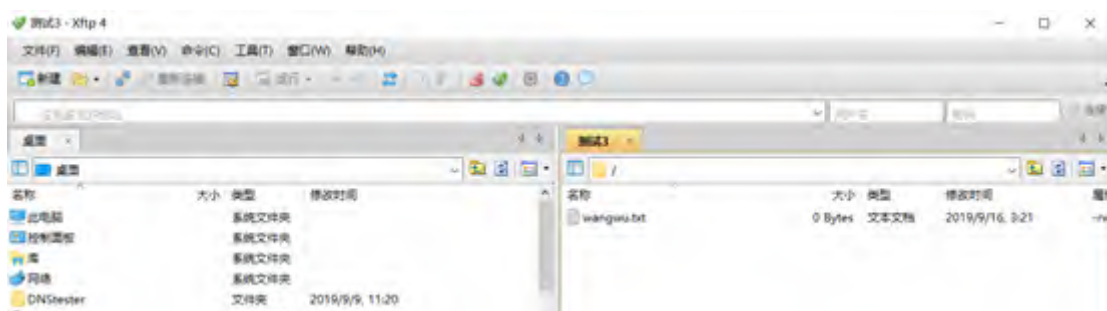 测试3 - Xftp 4
文件(F) 编辑(E) 查看(V) 命令(C) 工具(T) 窗口(W) 帮助(H)
新建 重新连接
桌面 测试3
桌面 /
名称 大小 类型 修改时间 名称 大小 类型 修改时间
此电脑 系统文件夹 wangwu.txt 0 Bytes 文本文档 2019/9/16, 3:21
控制面板 系统文件夹
库 系统文件夹
网络 系统文件夹
DNStester 文件夹 2019/9/9, 11:20